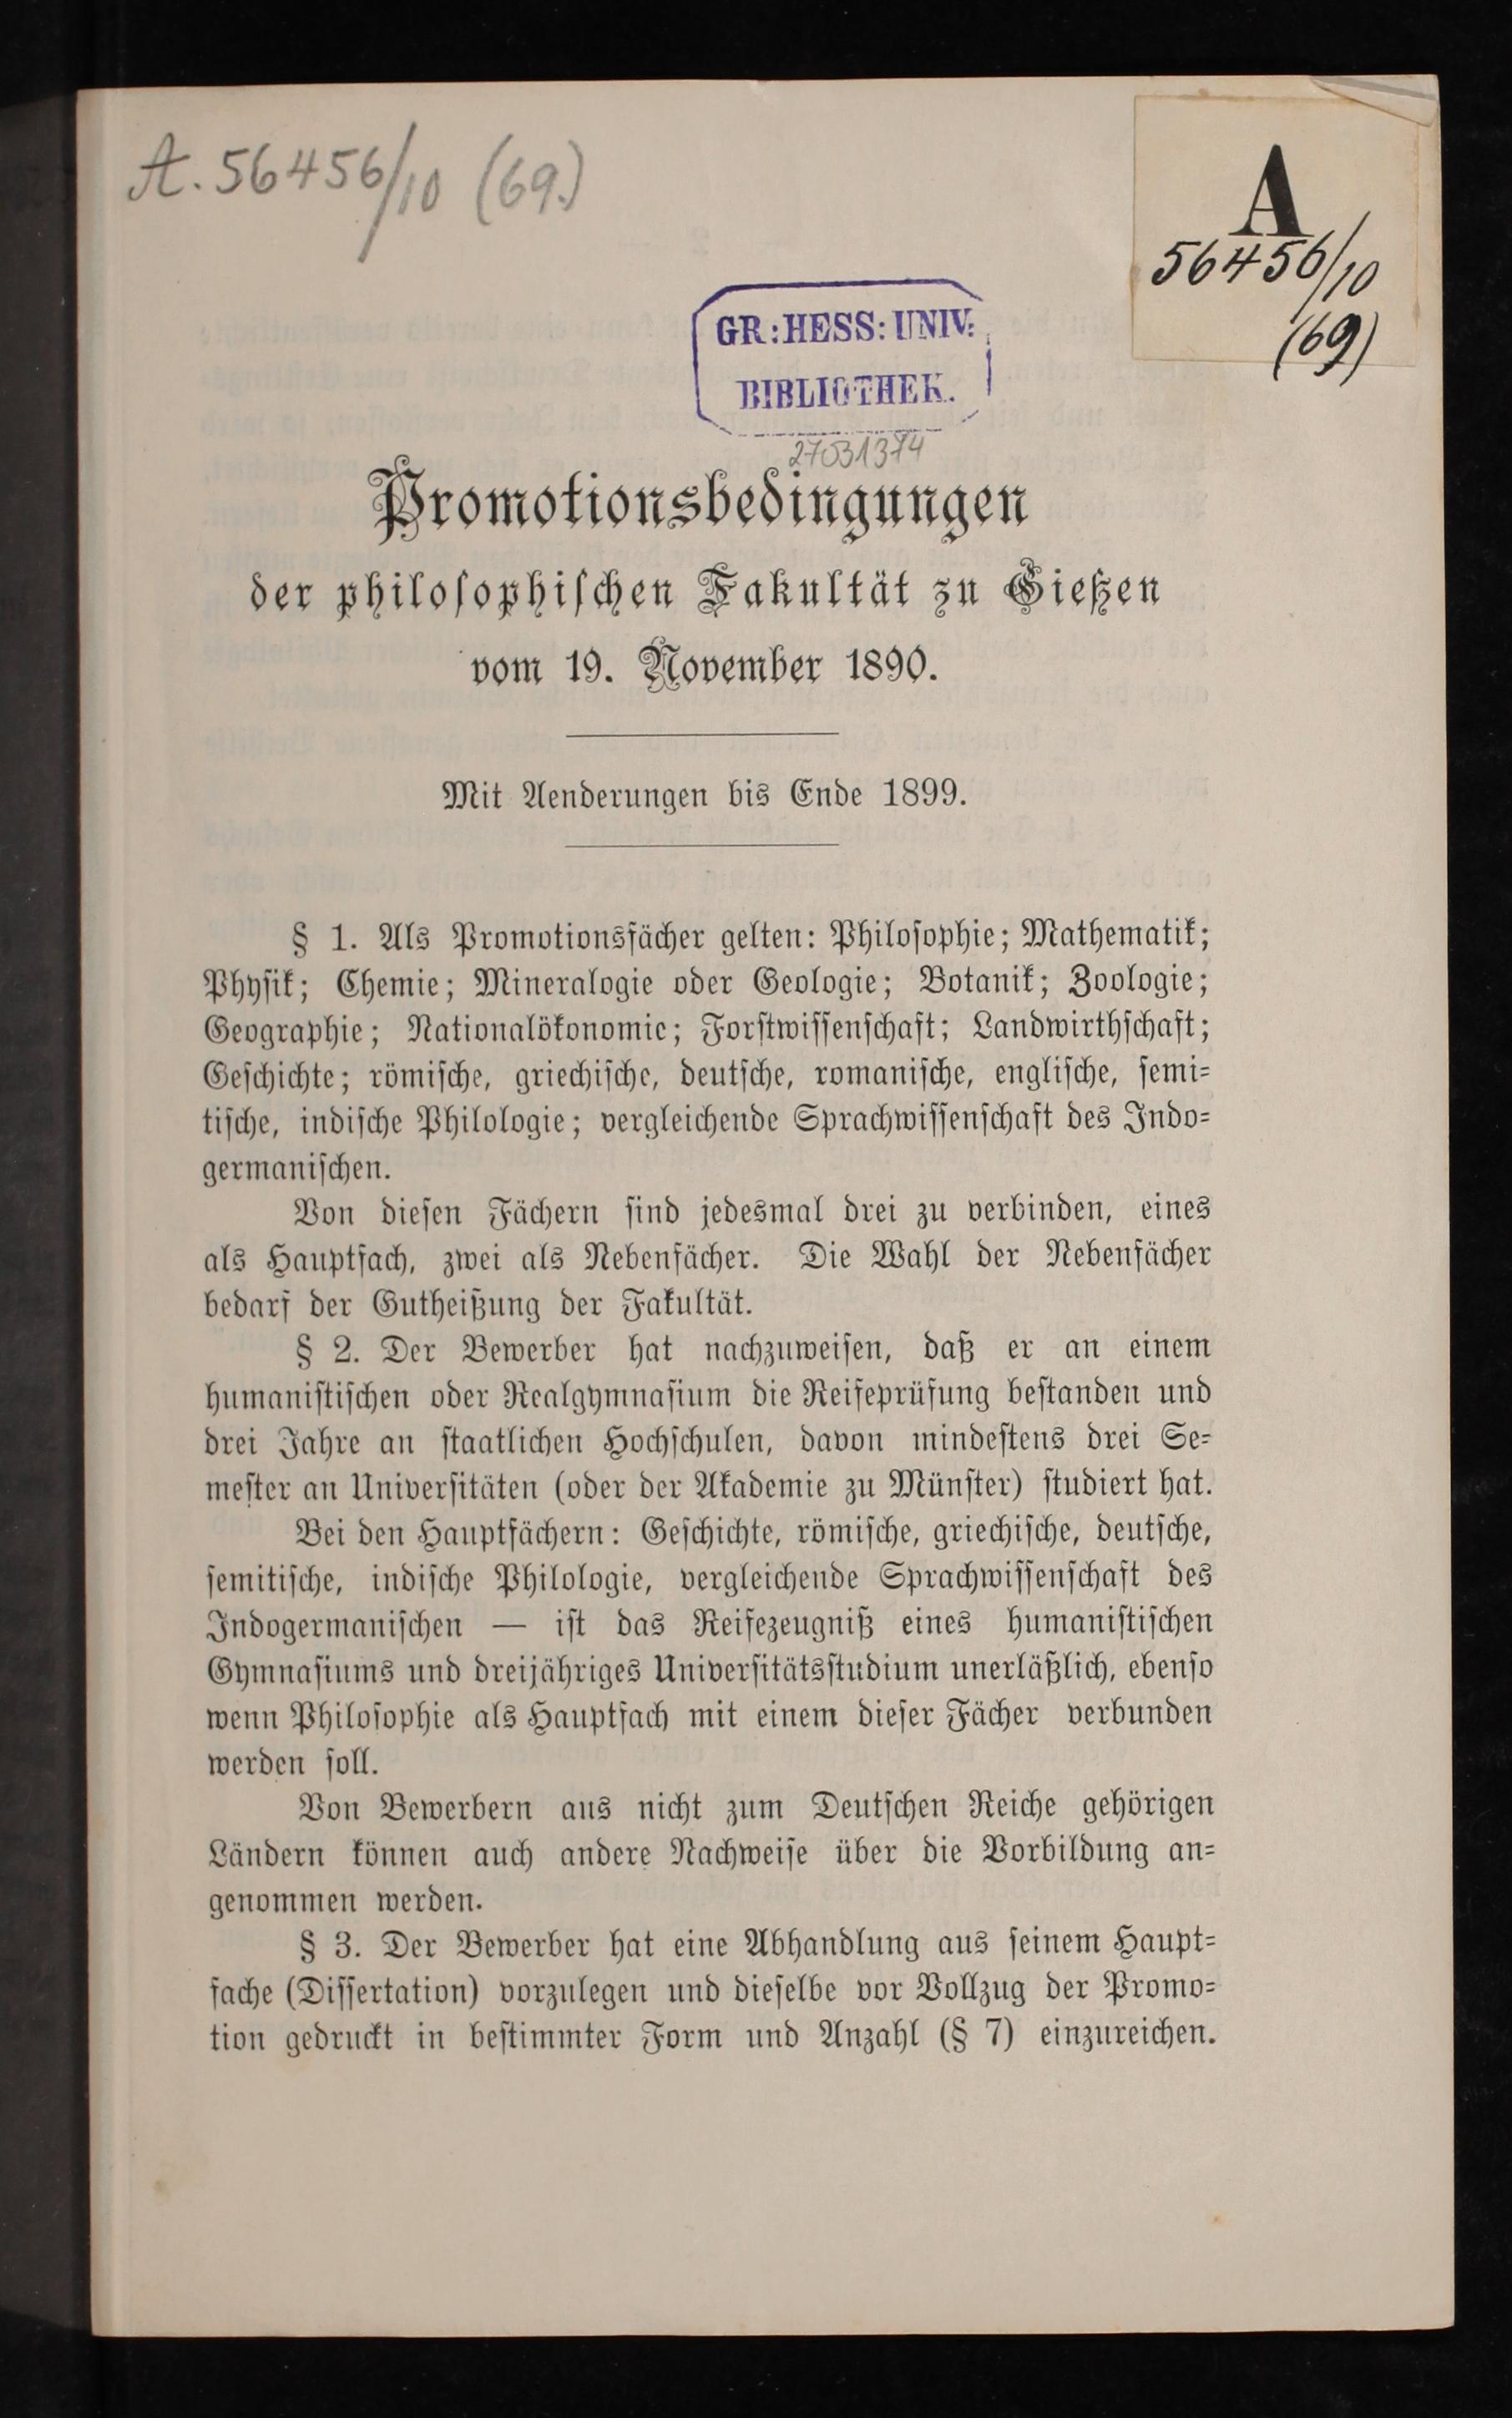 A. 56456/10 (69.)
A
56456/10
(69)
GR: HESS: UNIV:
BIBLIOTHEK.
27531374
Promotionsbedingungen
der philoſophiſchen Fakultät zu Gießen
vom 19. November 1890.
Mit Aenderungen bis Ende 1899.
§ 1. Als Promotionsfächer gelten: Philoſophie; Mathematik;
Phyſik; Chemie; Mineralogie oder Geologie; Botanik; Zoologie;
Geographie; Nationalökonomie; Forſtwiſſenſchaft; Landwirthſchaft;
Geſchichte; römiſche, griechiſche, deutſche, romaniſche, engliſche, ſemi-
tiſche, indiſche Philologie; vergleichende Sprachwiſſenſchaft des Indo-
germaniſchen.
Von dieſen Fächern ſind jedesmal drei zu verbinden, eines
als Hauptfach, zwei als Nebenfächer. Die Wahl der Nebenfächer
bedarf der Gutheißung der Fakultät.
§ 2. Der Bewerber hat nachzuweiſen, daß er an einem
humaniſtiſchen oder Realgymnaſium die Reifeprüfung beſtanden und
drei Jahre an ſtaatlichen Hochſchulen, davon mindeſtens drei Se-
meſter an Univerſitäten (oder der Akademie zu Münſter) ſtudiert hat.
Bei den Hauptfächern: Geſchichte, römiſche, griechiſche, deutſche,
ſemitiſche, indiſche Philologie, vergleichende Sprachwiſſenſchaft des
Indogermaniſchen — iſt das Reifezeugniß eines humaniſtiſchen
Gymnaſiums und dreijähriges Univerſitätsſtudium unerläßlich, ebenſo
wenn Philoſophie als Hauptfach mit einem dieſer Fächer verbunden
werden ſoll.
Von Bewerbern aus nicht zum Deutſchen Reiche gehörigen
Ländern können auch andere Nachweiſe über die Vorbildung an-
genommen werden.
§ 3. Der Bewerber hat eine Abhandlung aus ſeinem Haupt-
fache (Diſſertation) vorzulegen und dieſelbe vor Vollzug der Promo-
tion gedruckt in beſtimmter Form und Anzahl (§ 7) einzureichen.